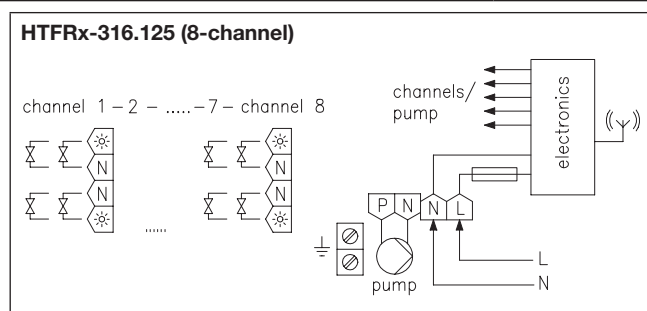 HTFRx-316.125 (8-channel)
channel 1 – 2 – .....–7– channel 8
N
N
......
N
N
channels/
pump
electronics
P N N L
pump
L
N